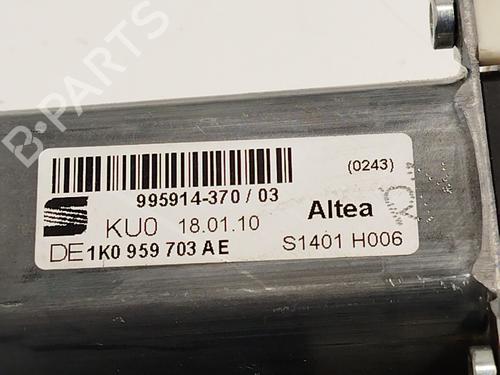 B-PARTS
995914-370 / 03
(0243)
KU0 18.01.10
Altea
DE 1K0 959 703 AE
S1401 H006